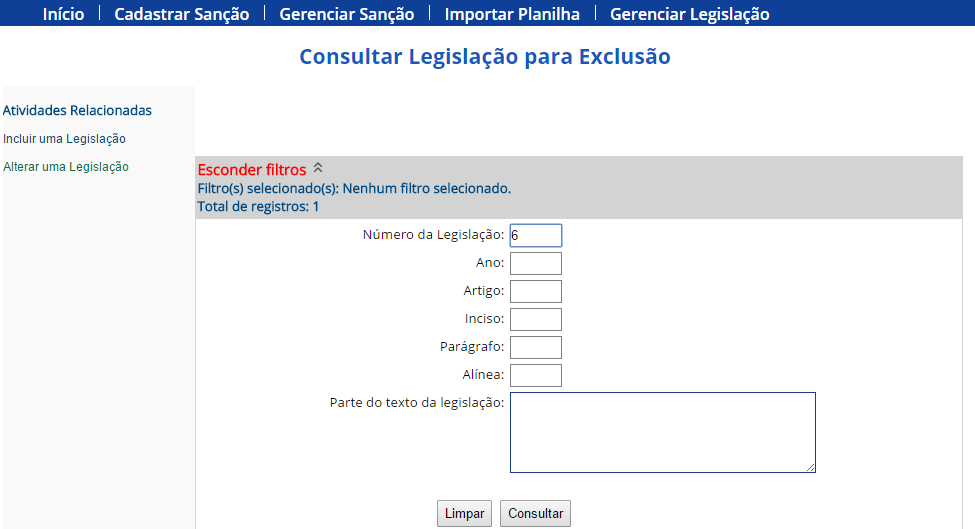 Início Cadastrar Sanção Gerenciar Sanção Importar Planilha Gerenciar Legislação
Consultar Legislação para Exclusão
Atividades Relacionadas
Incluir uma Legislação
Alterar uma Legislação
Esconder filtros
Filtro(s) selecionado(s): Nenhum filtro selecionado.
Total de registros: 1
Número da Legislação: 6
Ano:
Artigo:
Inciso:
Parágrafo:
Alínea:
Parte do texto da legislação:
Limpar Consultar